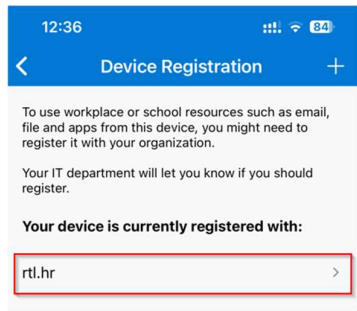 12:36
84
Device Registration
To use workplace or school resources such as email,
file and apps from this device, you might need to
register it with your organization.
Your IT department will let you know if you should
register.
Your device is currently registered with:
rtl.hr